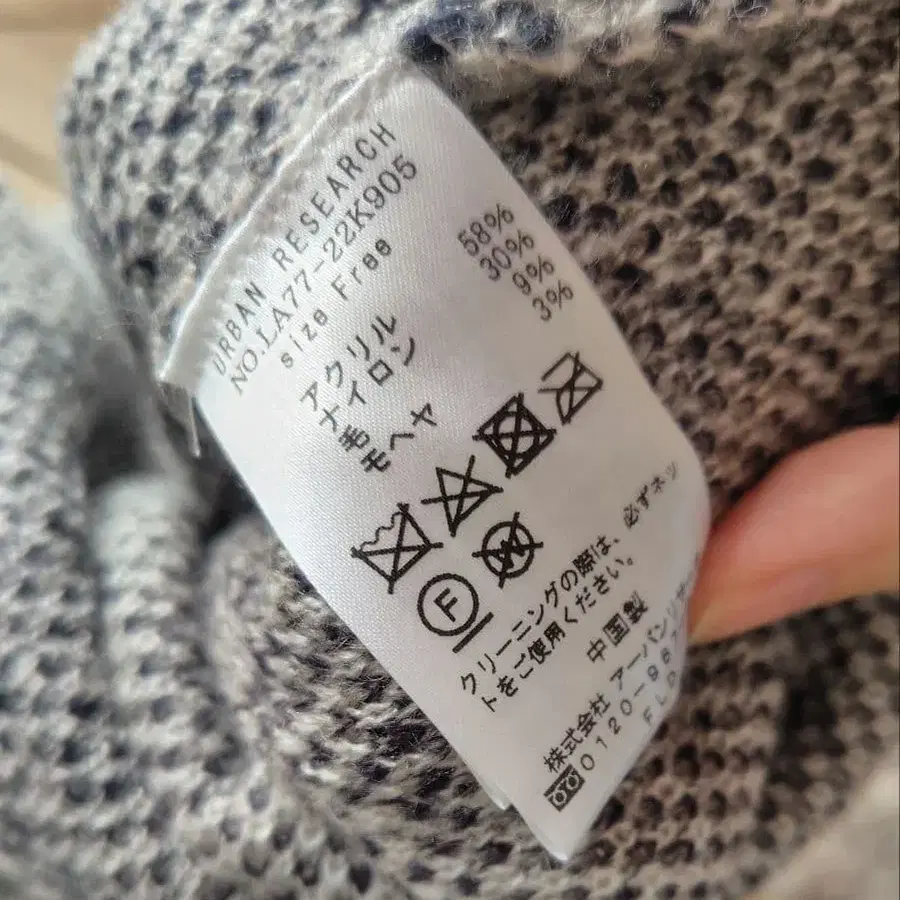 URBAN RESEARCH
NO.LA77-22K905
size Free
アクリル 58%
ナイロン 30%
毛 9%
モヘヤ 3%
F
W
クリーニングの際は、必ずネッ
トをご使用ください。
中国製
株式会社 アーバンリサ
0120-987
FLD